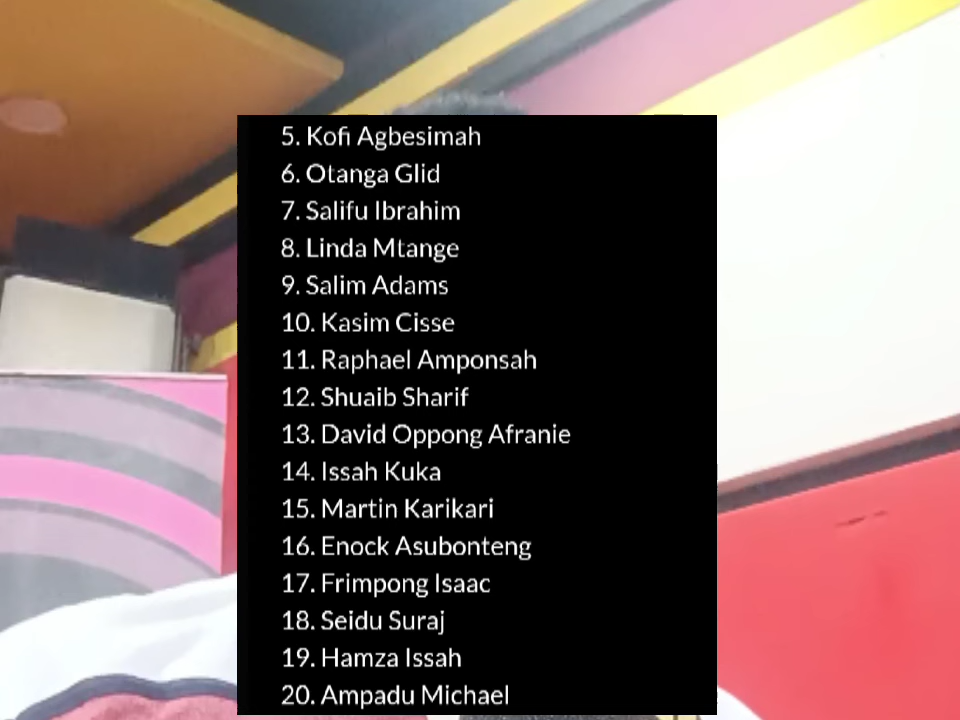 5. Kofi Agbesimah
6. Otanga Glid
7. Salifu Ibrahim
8. Linda Mtange
9. Salim Adams
10. Kasim Cisse
11. Raphael Amponsah
12. Shuaib Sharif
13. David Oppong Afranie
14. Issah Kuka
15. Martin Karikari
16. Enock Asubonteng
17. Frimpong Isaac
18. Seidu Suraj
19. Hamza Issah
20. Ampadu Michael